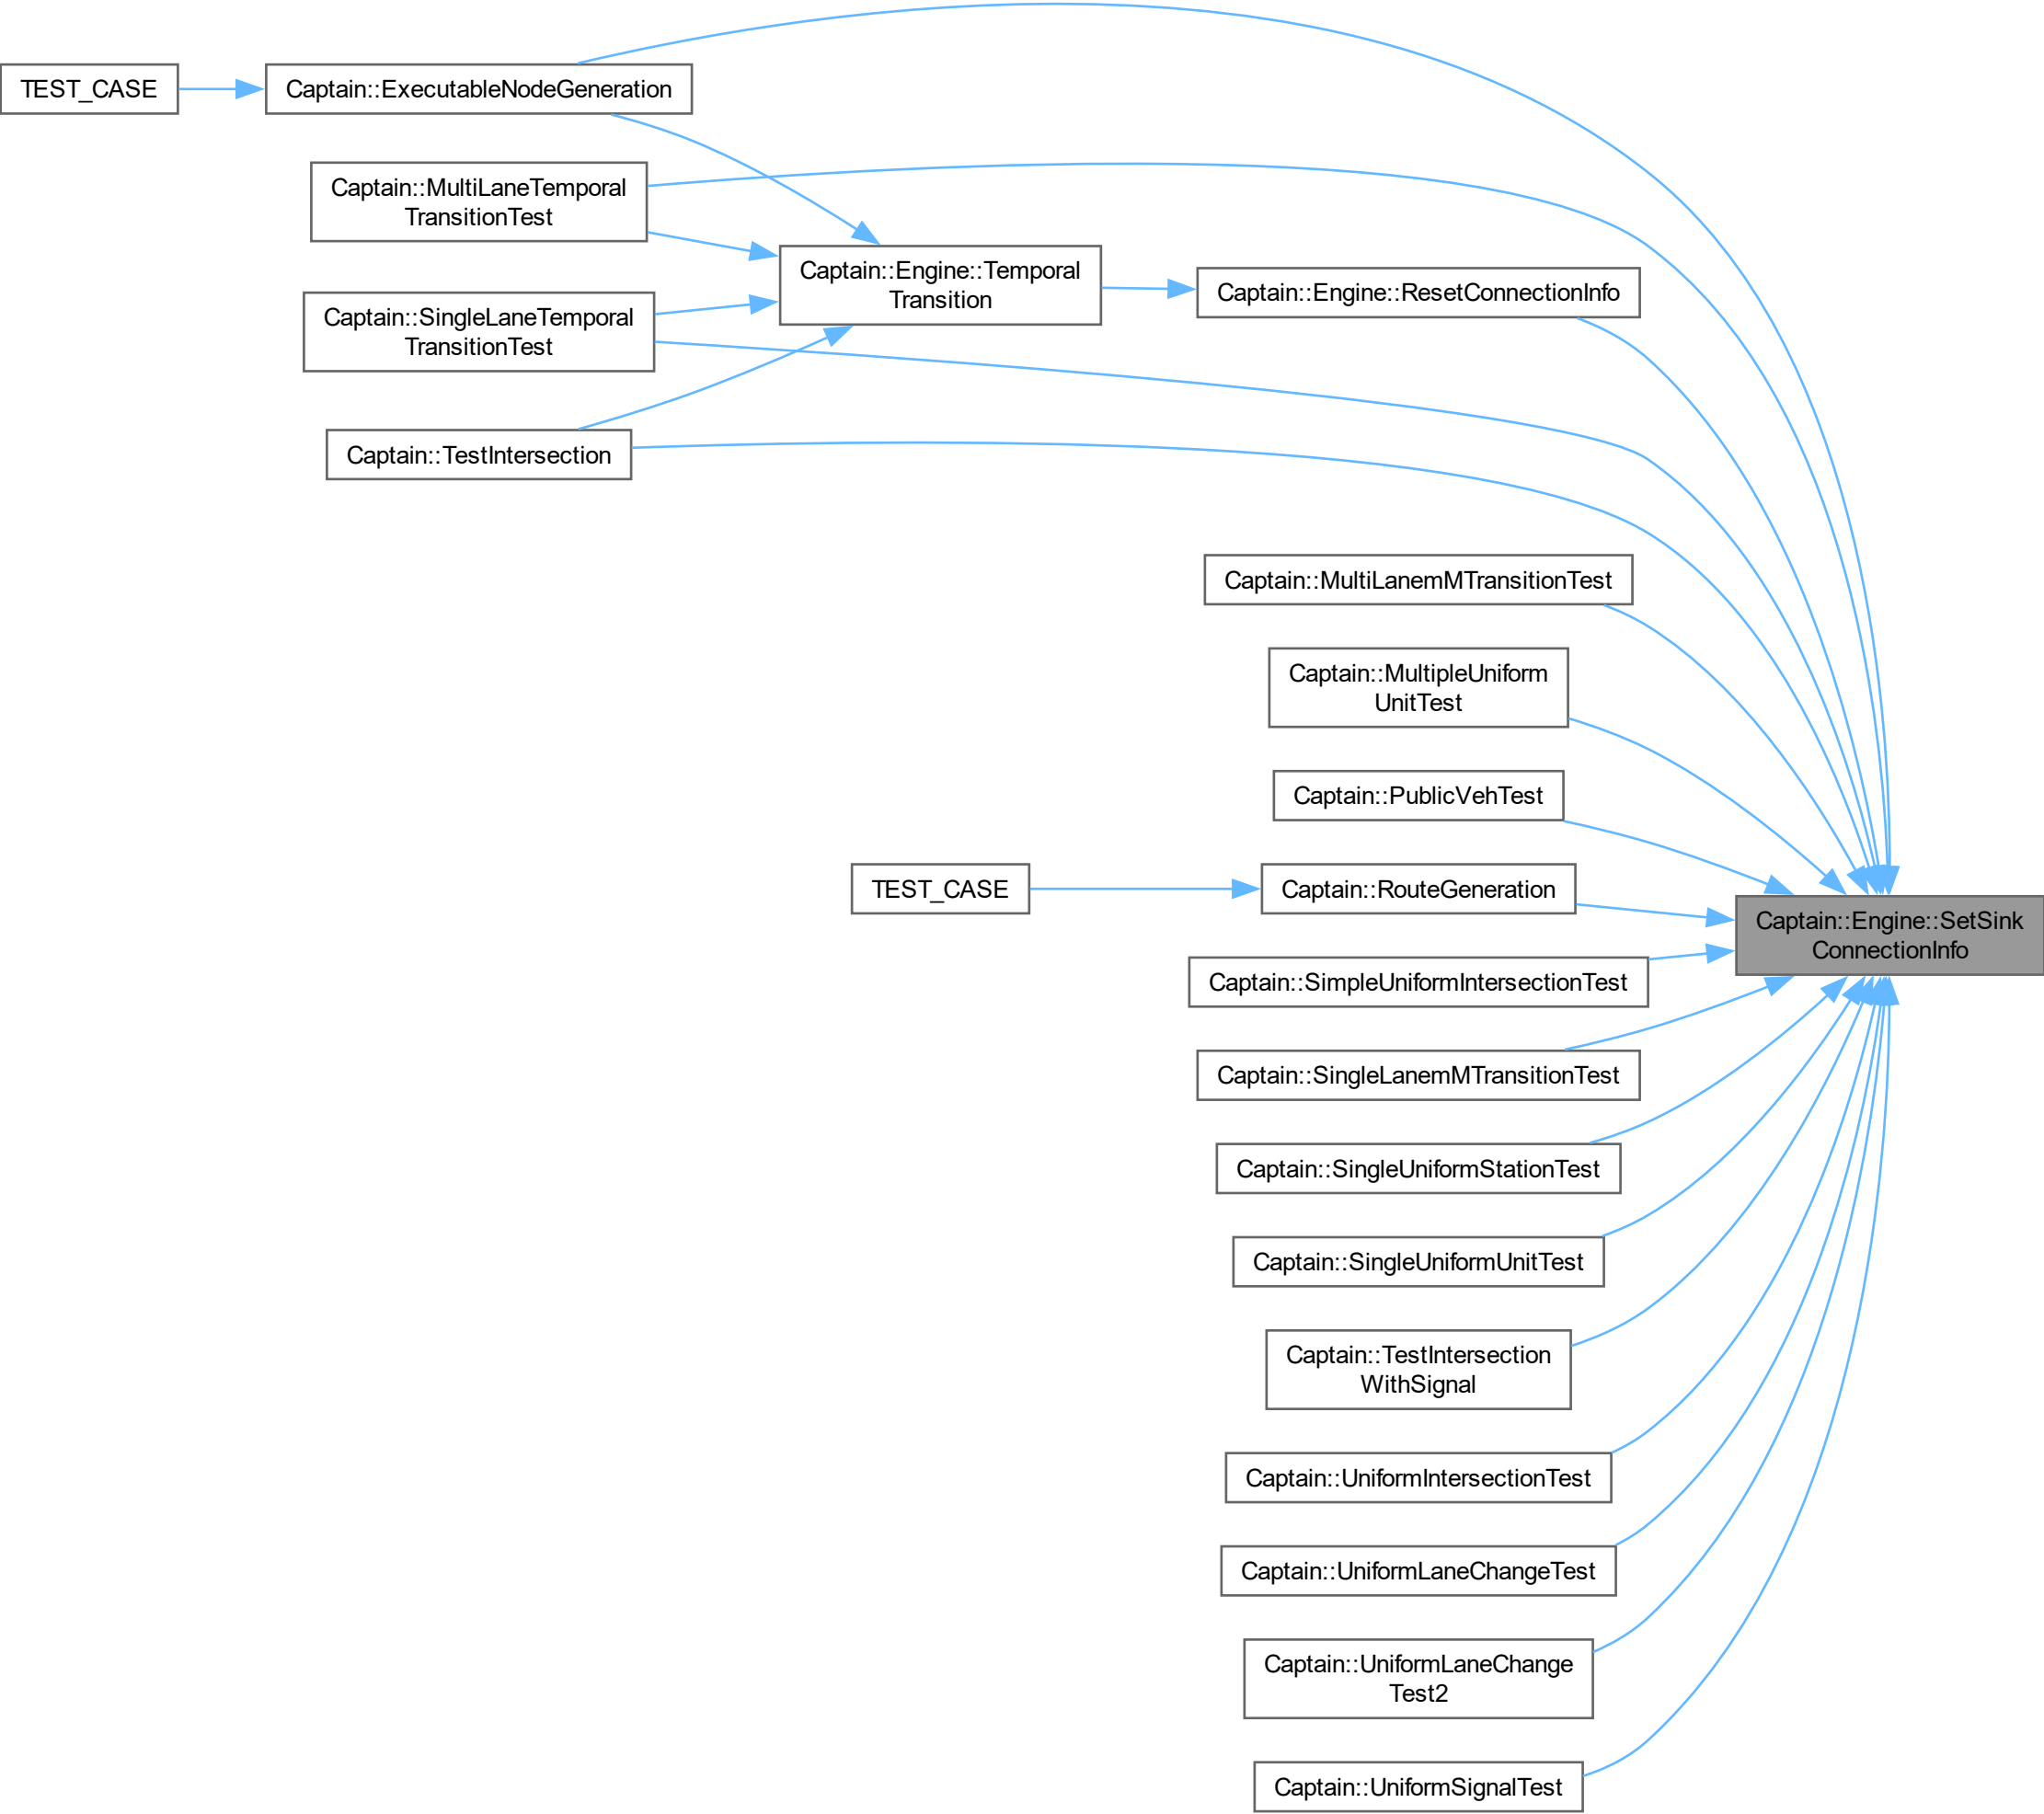 TEST_CASE
Captain::ExecutableNodeGeneration
Captain::MultiLaneTemporal
TransitionTest
Captain::Engine::Temporal
Transition
Captain::Engine::ResetConnectionInfo
Captain::SingleLaneTemporal
TransitionTest
Captain::TestIntersection
Captain::MultiLanemMTransitionTest
Captain::MultipleUniform
UnitTest
Captain::PublicVehTest
TEST_CASE
Captain::RouteGeneration
Captain::Engine::SetSink
ConnectionInfo
Captain::SimpleUniformIntersectionTest
Captain::SingleLanemMTransitionTest
Captain::SingleUniformStationTest
Captain::SingleUniformUnitTest
Captain::TestIntersection
WithSignal
Captain::UniformIntersectionTest
Captain::UniformLaneChangeTest
Captain::UniformLaneChange
Test2
Captain::UniformSignalTest